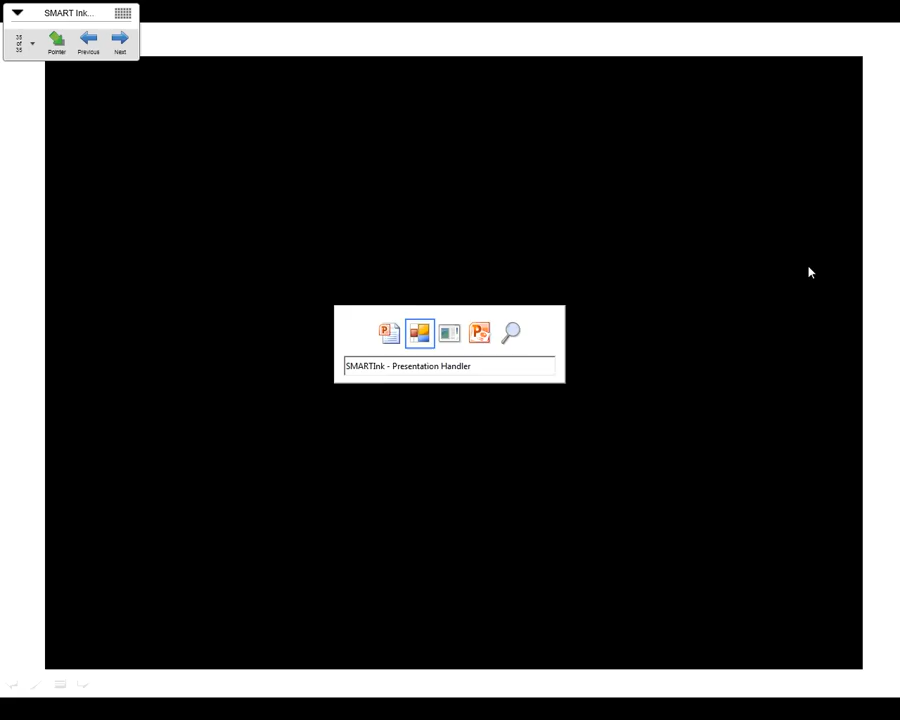 SMART Ink...
35
of
35
Pointer
Previous
Next
SMARTInk - Presentation Handler